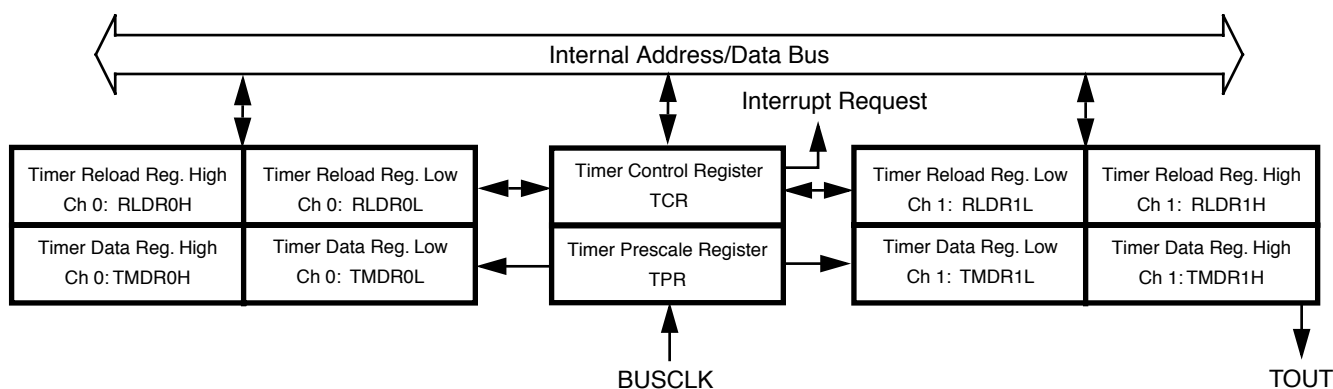 Internal Address/Data Bus
Interrupt Request
Timer Reload Reg. High
Ch 0: RLDR0H
Timer Reload Reg. Low
Ch 0: RLDR0L
Timer Control Register
TCR
Timer Reload Reg. Low
Ch 1: RLDR1L
Timer Reload Reg. High
Ch 1: RLDR1H
Timer Data Reg. High
Ch 0: TMDR0H
Timer Data Reg. Low
Ch 0: TMDR0L
Timer Prescale Register
TPR
Timer Data Reg. Low
Ch 1: TMDR1L
Timer Data Reg. High
Ch 1: TMDR1H
BUSCLK
TOUT